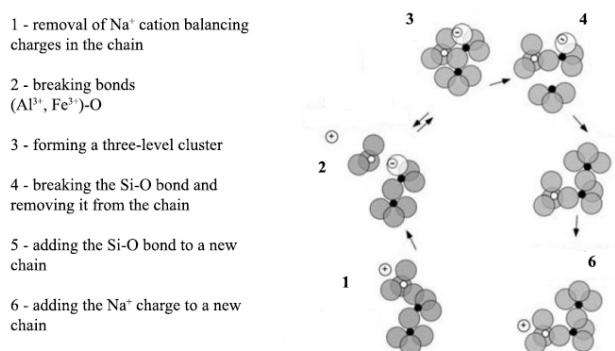 1 - removal of Na⁺ cation balancing
charges in the chain
2 - breaking bonds
(Al³⁺, Fe³⁺)-O
3 - forming a three-level cluster
4 - breaking the Si-O bond and
removing it from the chain
5 - adding the Si-O bond to a new
chain
6 - adding the Na⁺ charge to a new
chain
3
4
2
1
6